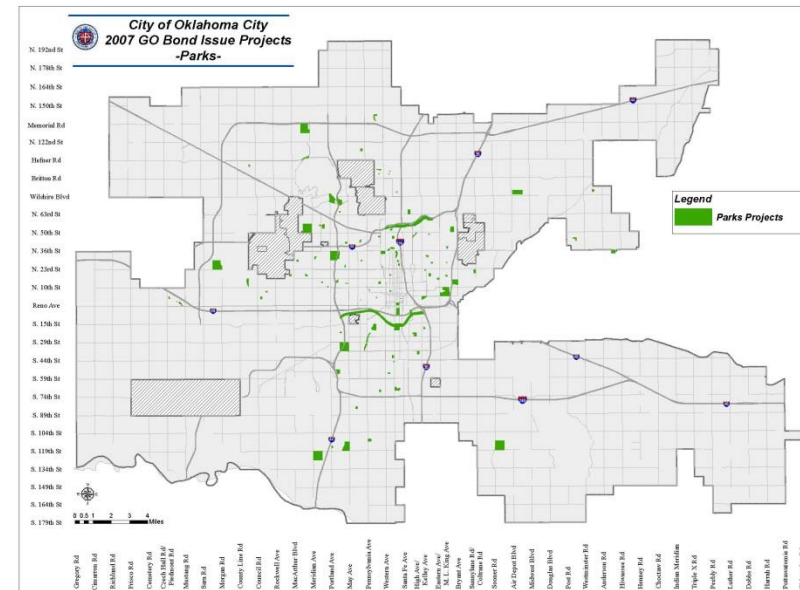 City of Oklahoma City
2007 GO Bond Issue Projects
-Parks-
N. 192nd St
N. 178th St
N. 164th St
N. 150th St
Memorial Rd
N. 122nd St
Hefner Rd
Britton Rd
Wilshire Blvd
N. 63rd St
N. 50th St
N. 36th St
N. 23rd St
N. 10th St
Reno Ave
S. 15th St
S. 29th St
S. 44th St
S. 59th St
S. 74th St
S. 89th St
S. 104th St
S. 119th St
S. 134th St
S. 149th St
S. 164th St
S. 179th St
Legend
Parks Projects
0 0.5 1 2 3 4
Miles
Gregory Rd
Cimarron Rd
Richland Rd
Frisco Rd
Cemetery Rd
Czech Hall Rd/
Piedmont Rd
Mustang Rd
Sara Rd
Morgan Rd
County Line Rd
Council Rd
Rockwell Ave
MacArthur Blvd
Meridian Ave
Portland Ave
May Ave
Pennsylvania Ave
Western Ave
Santa Fe Ave
High Ave/
Kelley Ave
Eastern Ave/
M. L. King Ave
Bryant Ave
Sunnylane Rd/
Coltrane Rd
Sooner Rd
Air Depot Blvd
Midwest Blvd
Douglas Blvd
Post Rd
Westminster Rd
Anderson Rd
Hiwassee Rd
Henney Rd
Choctaw Rd
Indian Meridian
Triple X Rd
Peebly Rd
Luther Rd
Dobbs Rd
Harrah Rd